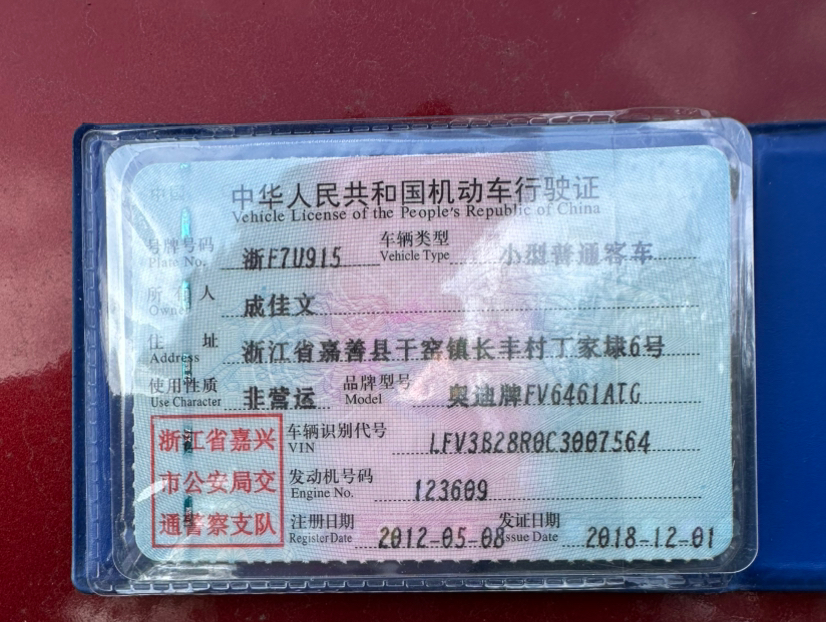 中华人民共和国机动车行驶证
Vehicle License of the People's Republic of China
号牌号码 浙F7U915 车辆类型 小型普通客车
Plate No. Vehicle Type
所有人 成佳文
Owner
住址 浙江省嘉善县干窑镇长丰村丁家埭6号
Address
使用性质 非营运 品牌型号 奥迪牌FV6461ATG
Use Character Model
车辆识别代号 LFV3B28R0C3007564
VIN
发动机号码 123609
Engine No.
注册日期 2012-05-08 发证日期 2018-12-01
Register Date Issue Date
浙江省嘉兴
市公安局交
通警察支队